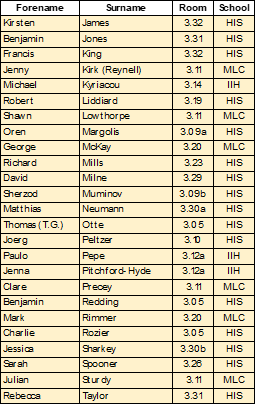 Forename Surname Room School
Kirsten James 3.32 HIS
Benjamin Jones 3.31 HIS
Francis King 3.32 HIS
Jenny Kirk (Reynell) 3.11 MLC
Michael Kyriacou 3.14 IIH
Robert Liddiard 3.19 HIS
Shawn Lowthorpe 3.11 MLC
Oren Margolis 3.09a HIS
George McKay 3.20 MLC
Richard Mills 3.23 HIS
David Milne 3.29 HIS
Sherzod Muminov 3.09b HIS
Matthias Neumann 3.30a HIS
Thomas (T.G.) Otte 3.05 HIS
Joerg Peltzer 3.10 HIS
Paulo Pepe 3.12a IIH
Jenna Pitchford-Hyde 3.12a IIH
Clare Precey 3.11 MLC
Benjamin Redding 3.05 HIS
Mark Rimmer 3.20 MLC
Charlie Rozier 3.05 HIS
Jessica Sharkey 3.30b HIS
Sarah Spooner 3.26 HIS
Julian Sturdy 3.11 MLC
Rebecca Taylor 3.31 HIS